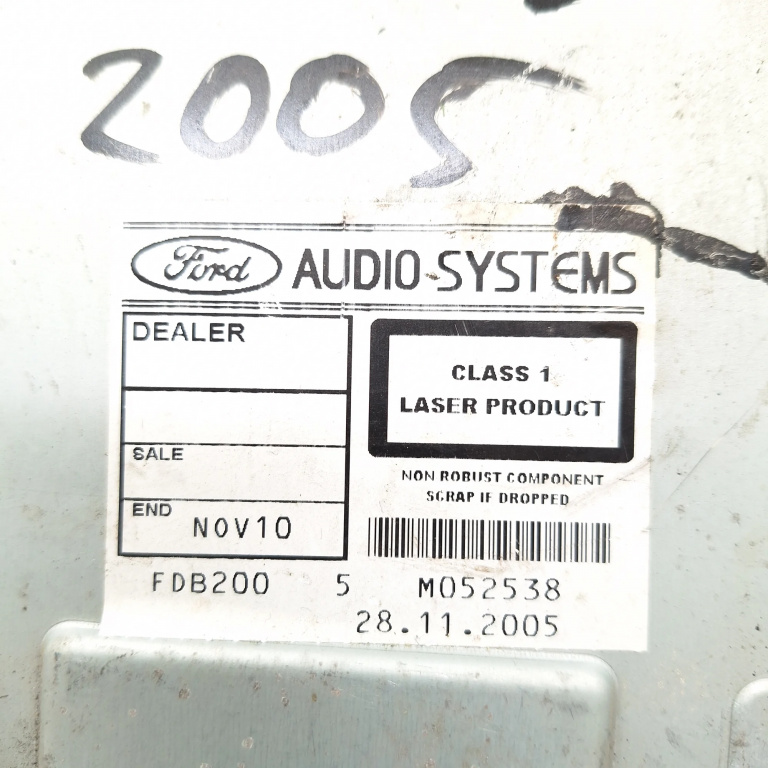 2005
Ford AUDIO SYSTEMS
DEALER
CLASS 1
LASER PRODUCT
SALE
NON ROBUST COMPONENT
SCRAP IF DROPPED
END NOV10
FDB200 5 M052538
28.11.2005